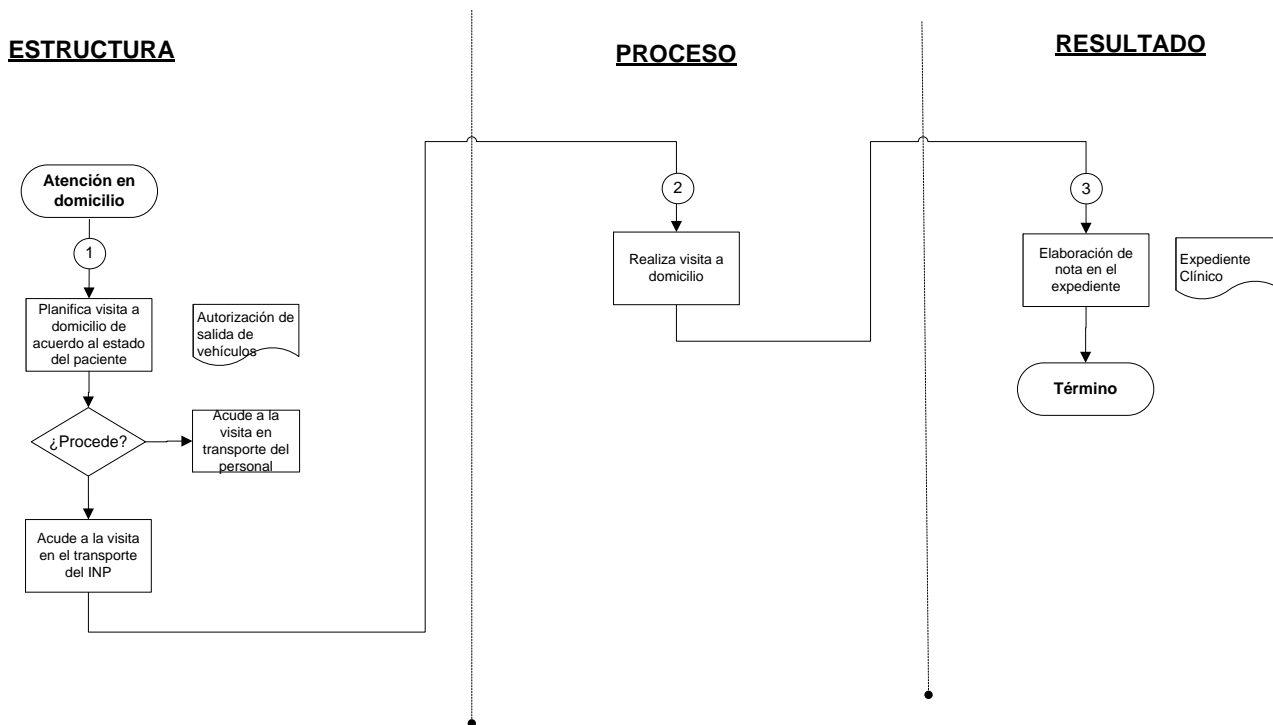 ESTRUCTURA
PROCESO
RESULTADO
Atención en
domicilio
1
Planifica visita a
domicilio de
acuerdo al estado
del paciente
Autorización de
salida de
vehículos
¿Procede?
Acude a la
visita en
transporte del
personal
Acude a la visita
en el transporte
del INP
2
Realiza visita a
domicilio
3
Elaboración de
nota en el
expediente
Expediente
Clínico
Término